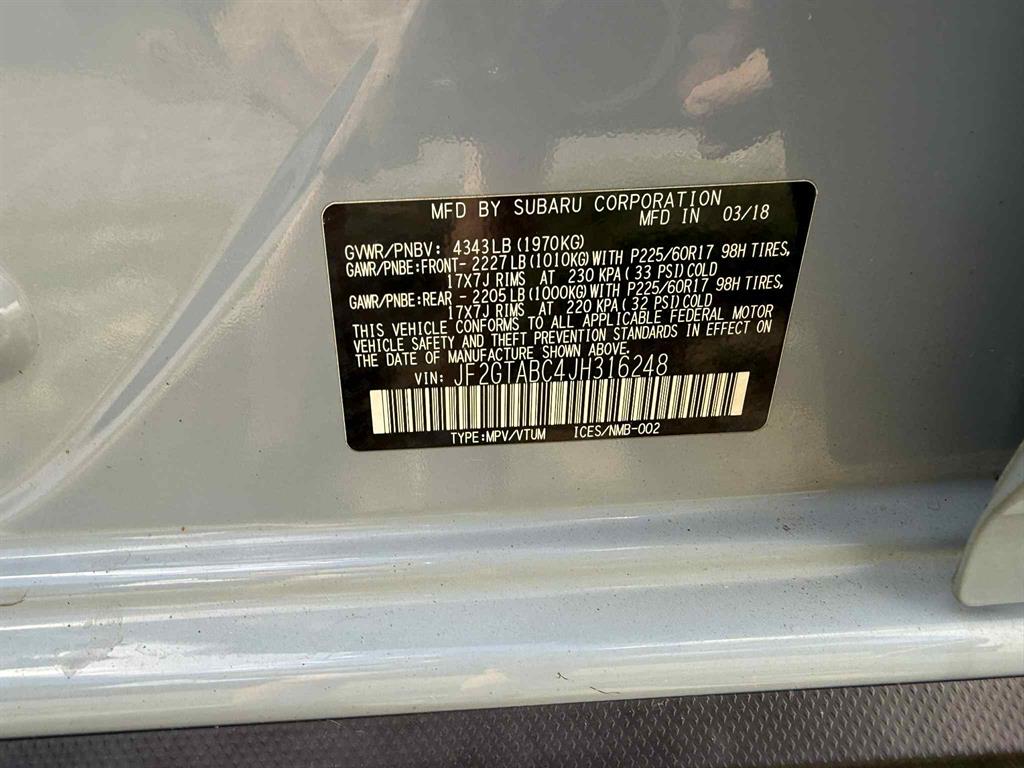 MFD BY SUBARU CORPORATION
MFD IN 03/18
GVWR/PNBV: 4343LB(1970KG)
GAWR/PNBE:FRONT- 2227LB(1010KG)WITH P225/60R17 98H TIRES,
17X7J RIMS AT 230 KPA(33 PSI)COLD
GAWR/PNBE:REAR - 2205LB(1000KG)WITH P225/60R17 98H TIRES,
17X7J RIMS AT 220 KPA(32 PSI)COLD
THIS VEHICLE CONFORMS TO ALL APPLICABLE FEDERAL MOTOR
VEHICLE SAFETY AND THEFT PREVENTION STANDARDS IN EFFECT ON
THE DATE OF MANUFACTURE SHOWN ABOVE.
VIN: JF2GTABC4JH316248
TYPE:MPV/VTUM ICES/NMB-002